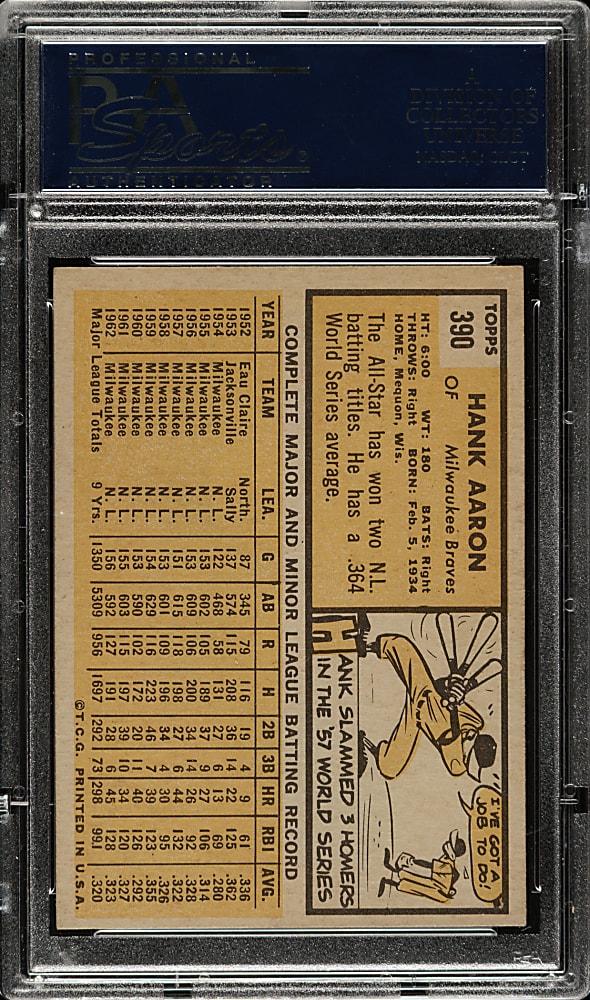 PROFESSIONAL
PSA
Sports®
AUTHENTICATOR
A
DIVISION OF
COLLECTORS
UNIVERSE
NASDAQ: CLCT
TOPPS
390
HANK AARON
OF Milwaukee Braves
HT: 6:00 WT: 180 BATS: Right
THROWS: Right BORN: Feb. 5, 1934
HOME, Mequon, Wis.
The All-Star has won two N.L.
batting titles. He has a .364
World Series average.
I'VE GOT A
JOB TO DO!
HANK SLAMMED 3 HOMERS
IN THE '57 WORLD SERIES
COMPLETE MAJOR AND MINOR LEAGUE BATTING RECORD
YEAR TEAM LEA. G AB R H 2B 3B HR RBI AVG.
1952 Eau Claire North. 87 345 79 116 19 4 9 61 .336
1953 Jacksonville Sally 137 574 115 208 36 14 22 125 .362
1954 Milwaukee N. L. 122 468 58 131 27 6 13 69 .280
1955 Milwaukee N. L. 153 602 105 189 37 9 27 106 .314
1956 Milwaukee N. L. 153 609 106 200 34 14 26 92 .328
1957 Milwaukee N. L. 151 615 118 198 27 6 44 132 .322
1958 Milwaukee N. L. 153 601 109 196 34 4 30 95 .326
1959 Milwaukee N. L. 154 629 116 223 46 7 39 123 .355
1960 Milwaukee N. L. 153 590 102 172 20 11 40 126 .292
1961 Milwaukee N. L. 155 603 115 197 39 10 34 120 .327
1962 Milwaukee N. L. 156 592 127 191 28 6 45 128 .323
Major League Totals 9 Yrs. 1350 5309 956 1697 292 73 298 991 .320
©T.C.G. PRINTED IN U.S.A.